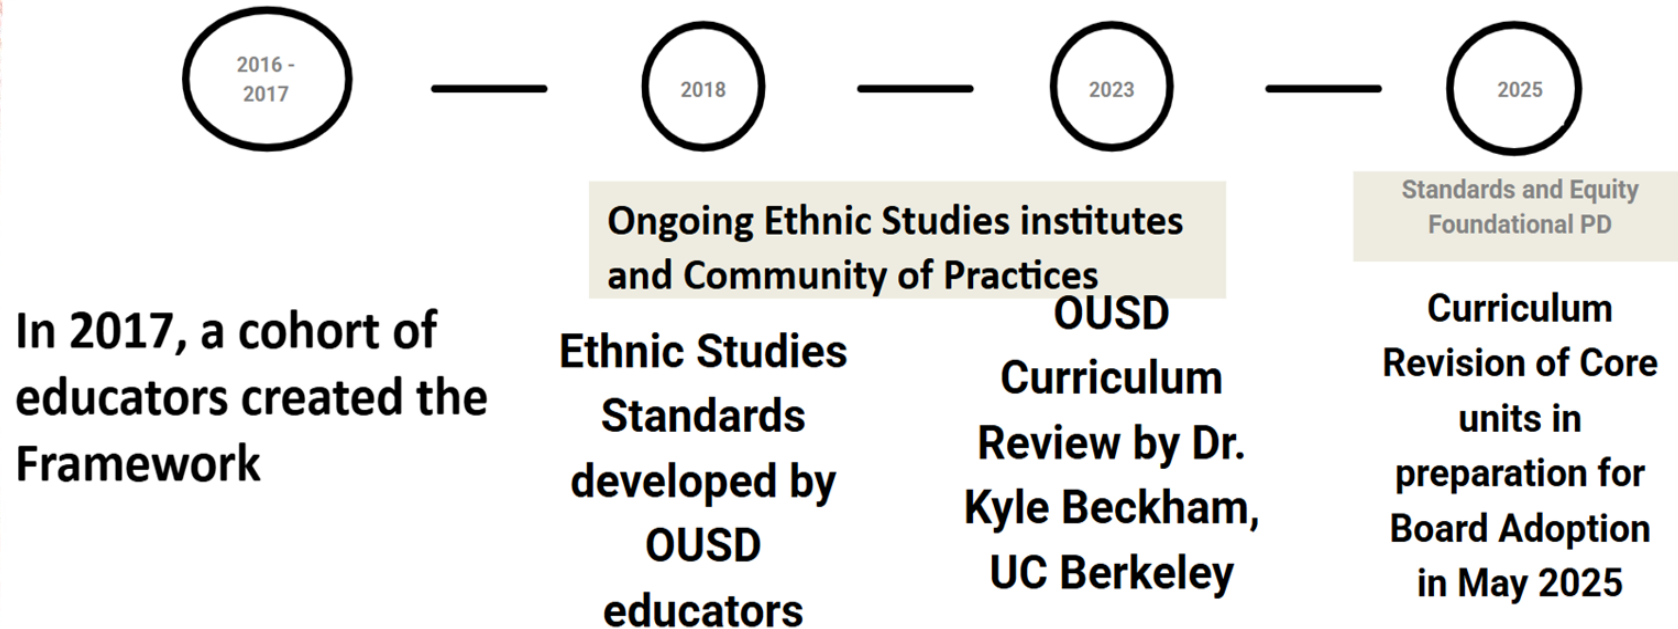 2016 -
2017
2018
2023
2025
Ongoing Ethnic Studies institutes
and Community of Practices
Standards and Equity
Foundational PD
In 2017, a cohort of
educators created the
Framework
Ethnic Studies
Standards
developed by
OUSD
educators
OUSD
Curriculum
Review by Dr.
Kyle Beckham,
UC Berkeley
Curriculum
Revision of Core
units in
preparation for
Board Adoption
in May 2025